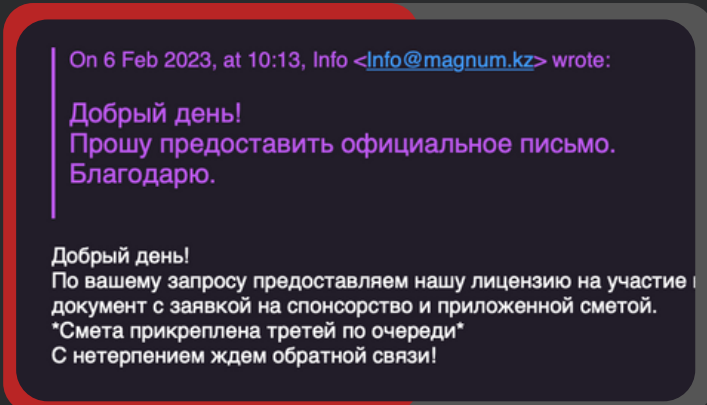 On 6 Feb 2023, at 10:13, Info <Info@magnum.kz> wrote:
Добрый день!
Прошу предоставить официальное письмо.
Благодарю.
Добрый день!
По вашему запросу предоставляем нашу лицензию на участие
документ с заявкой на спонсорство и приложенной сметой.
*Смета прикреплена третей по очереди*
С нетерпением ждем обратной связи!